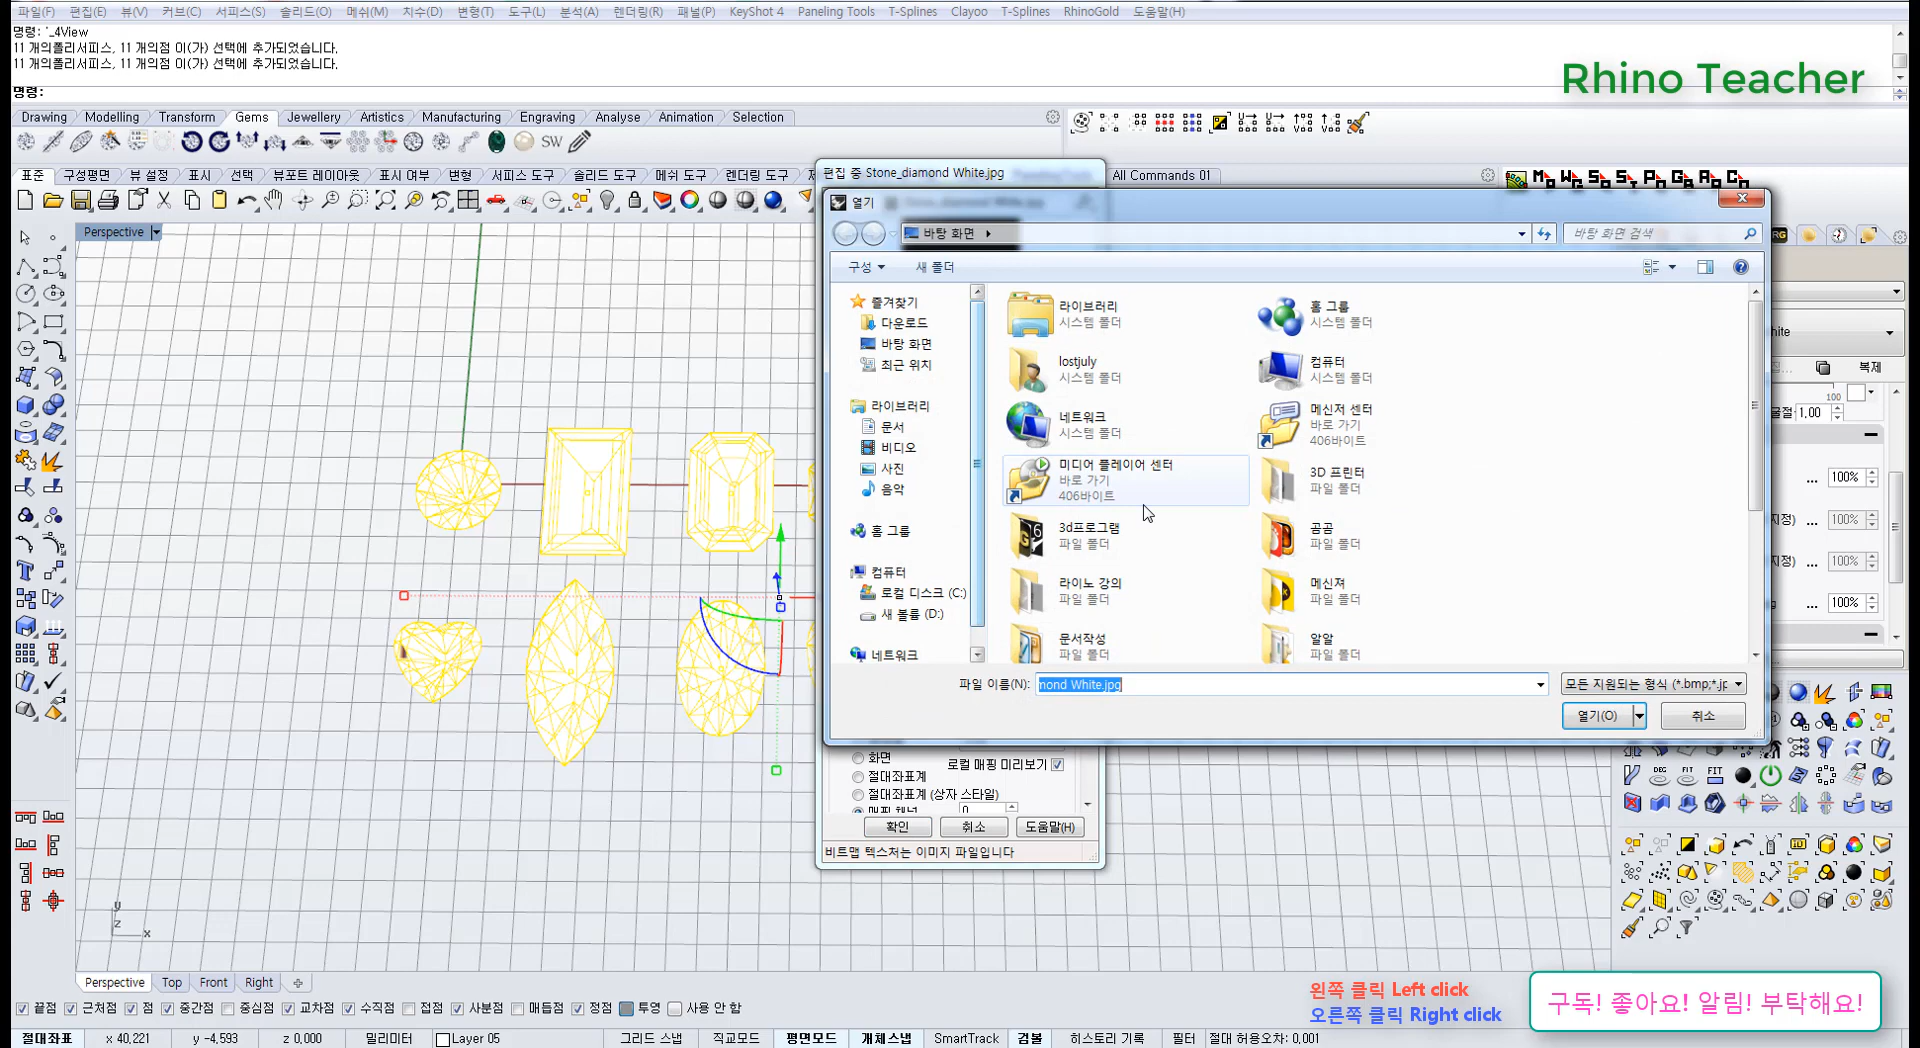 파일(F) 편집(E) 뷰(V) 커브(C) 서피스(S) 솔리드(O) 메쉬(M) 치수(D) 변형(T) 도구(L) 분석(A) 렌더링(R) 패널(P) KeyShot 4 Paneling Tools T-Splines Clayoo T-Splines RhinoGold 도움말(H)
명령: '_4View
11 개의폴리서피스, 11 개의점 이(가) 선택에 추가되었습니다.
11 개의폴리서피스, 11 개의점 이(가) 선택에 추가되었습니다.
명령:
Rhino Teacher
Drawing Modelling Transform Gems Jewellery Artistics Manufacturing Engraving Analyse Animation Selection
SW
표준 구성평면 뷰 설정 표시 선택 뷰포트 레이아웃 표시 여부 변형 서피스 도구 솔리드 도구 메쉬 도구 렌더링 도구
편집 중 Stone_diamond White.jpg
All Commands 01
열기
바탕 화면
바탕 화면 검색
구성 새 폴더
Perspective
즐겨찾기
다운로드
바탕 화면
최근 위치
라이브러리
문서
비디오
사진
음악
홈 그룹
컴퓨터
로컬 디스크 (C:)
새 볼륨 (D:)
네트워크
라이브러리
시스템 폴더
홈 그룹
시스템 폴더
lostjuly
시스템 폴더
컴퓨터
시스템 폴더
네트워크
시스템 폴더
메신저 센터
바로 가기
406바이트
미디어 플레이어 센터
바로 가기
406바이트
3D 프린터
파일 폴더
3d프로그램
파일 폴더
곰곰
파일 폴더
라이노 강의
파일 폴더
메신져
파일 폴더
문서작성
파일 폴더
알알
파일 폴더
파일 이름(N): mond White.jpg
모든 지원되는 형식 (*.bmp;*.jp
열기(O) 취소
복제
100
굴절 1,00
100%
지정) 100%
지정) 100%
100%
화면
로컬 매핑 미리보기
절대좌표계
절대좌표계 (상자 스타일)
매핑 채널 0
확인 취소 도움말(H)
비트맵 텍스처는 이미지 파일입니다
DEC FIT FIT
y
z
x
Perspective Top Front Right
왼쪽 클릭 Left click
오른쪽 클릭 Right click
구독! 좋아요! 알림! 부탁해요!
끝점 근처점 점 중간점 중심점 교차점 수직점 접점 사분점 매듭점 정점 투영 사용 안 함
절대좌표 x 40,221 y -4,593 z 0,000 밀리미터 Layer 05 그리드 스냅 직교모드 평면모드 개체스냅 SmartTrack 검볼 히스토리 기록 필터 절대 허용오차: 0,001